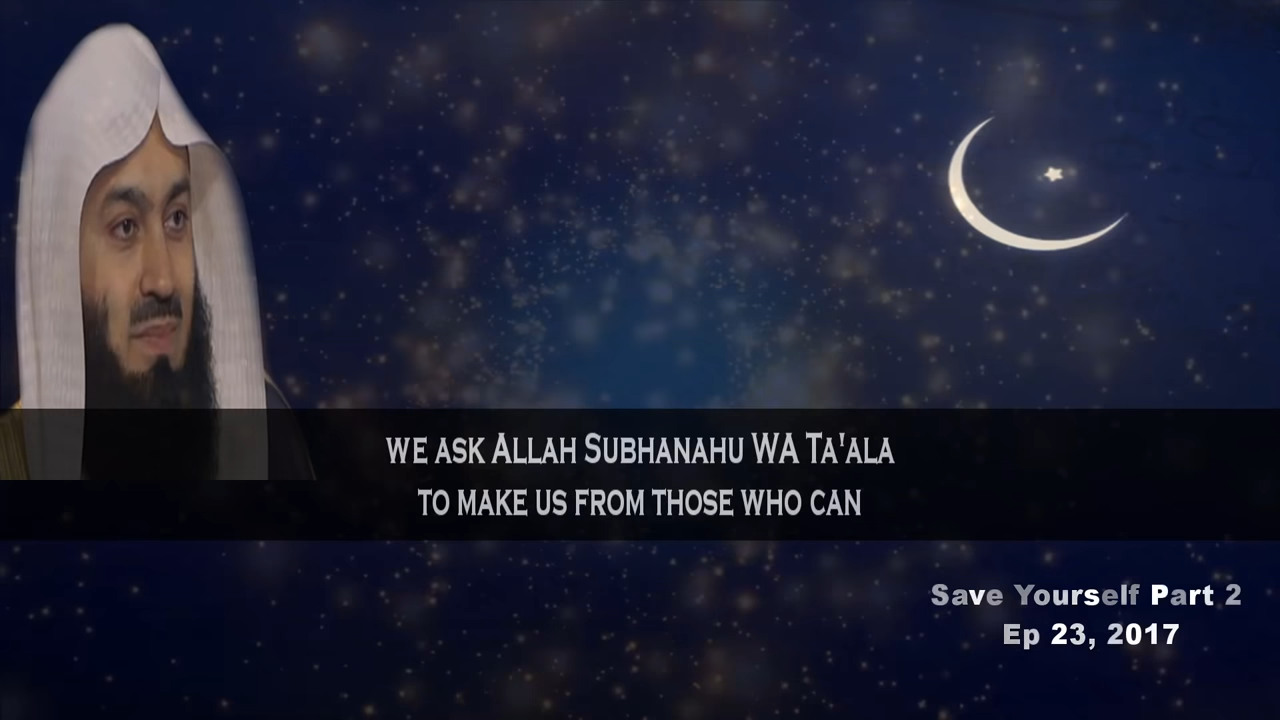 WE ASK ALLAH SUBHANAHU WA TA'ALA
TO MAKE US FROM THOSE WHO CAN
Save Yourself Part 2
Ep 23, 2017